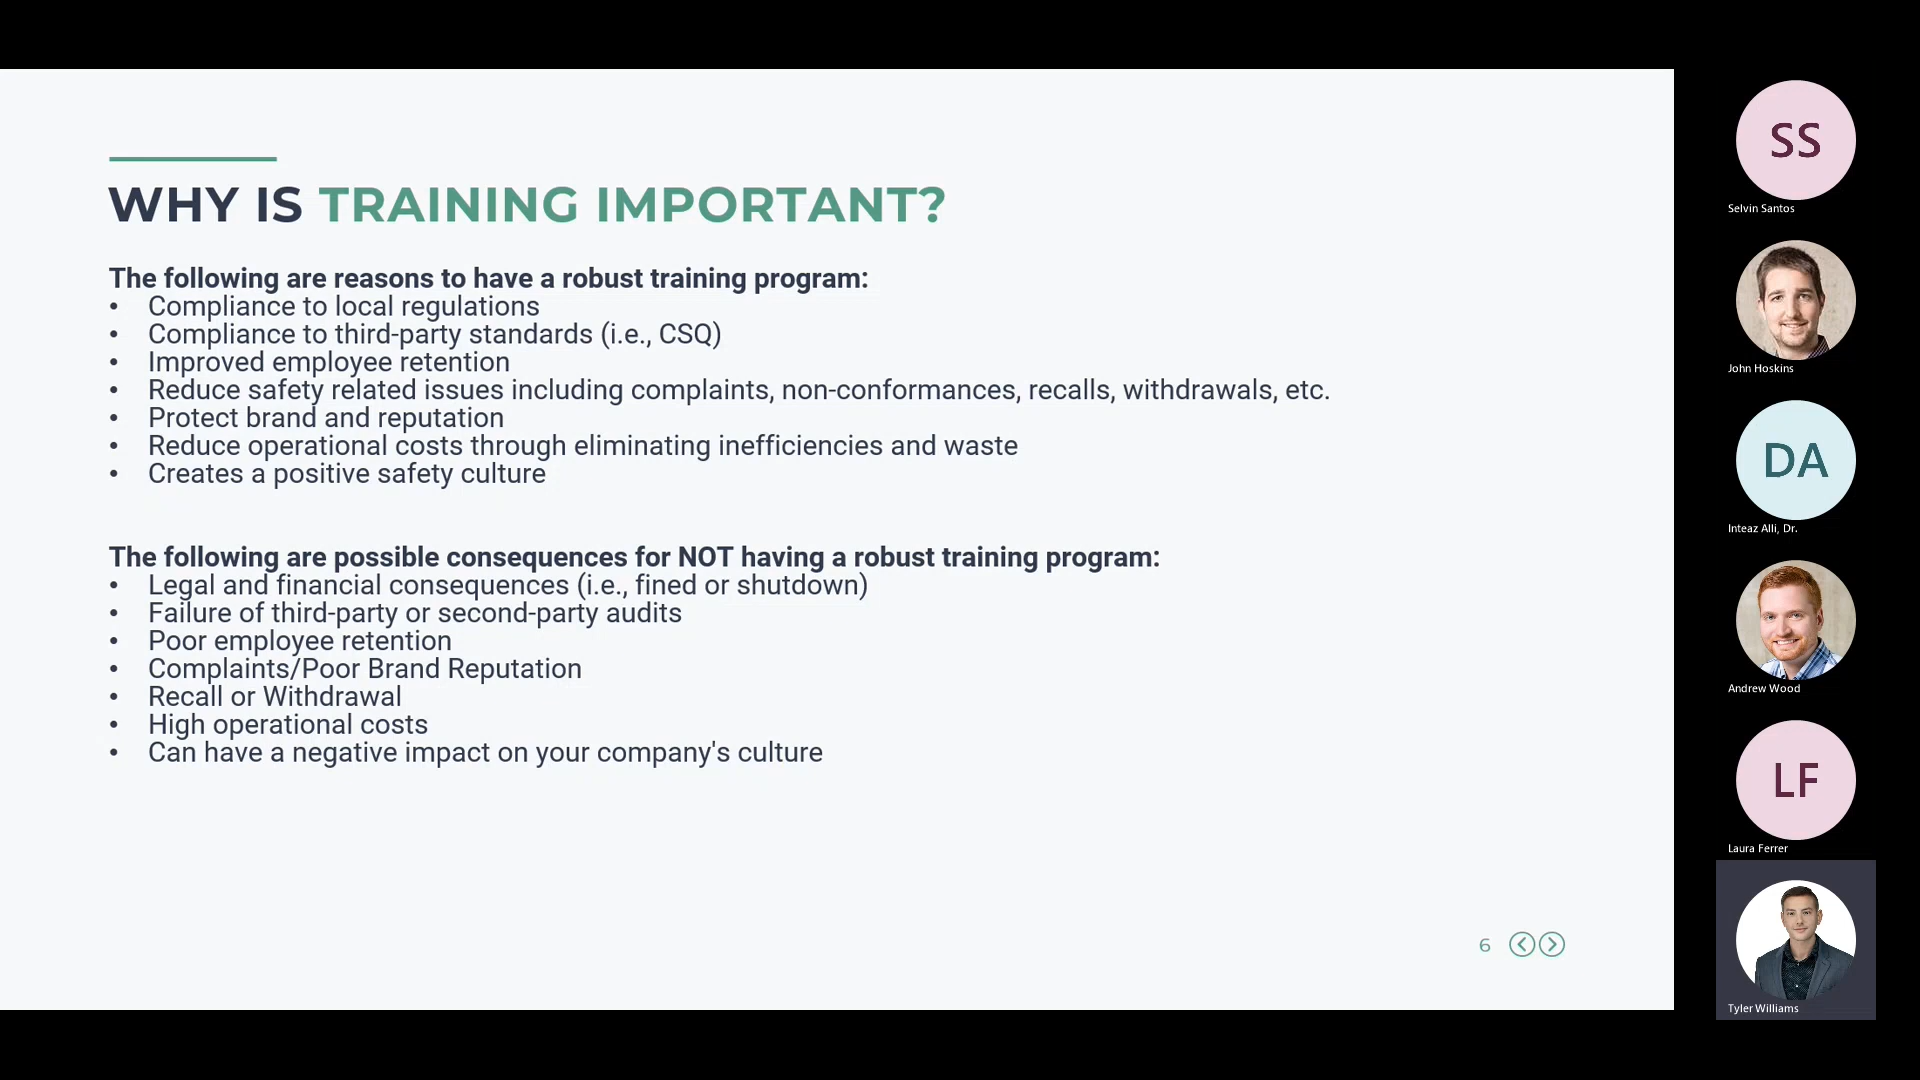 WHY IS TRAINING IMPORTANT?
The following are reasons to have a robust training program:
• Compliance to local regulations
• Compliance to third-party standards (i.e., CSQ)
• Improved employee retention
• Reduce safety related issues including complaints, non-conformances, recalls, withdrawals, etc.
• Protect brand and reputation
• Reduce operational costs through eliminating inefficiencies and waste
• Creates a positive safety culture
The following are possible consequences for NOT having a robust training program:
• Legal and financial consequences (i.e., fined or shutdown)
• Failure of third-party or second-party audits
• Poor employee retention
• Complaints/Poor Brand Reputation
• Recall or Withdrawal
• High operational costs
• Can have a negative impact on your company's culture
6
SS
Selvin Santos
John Hoskins
DA
Inteaz Alli, Dr.
Andrew Wood
LF
Laura Ferrer
Tyler Williams